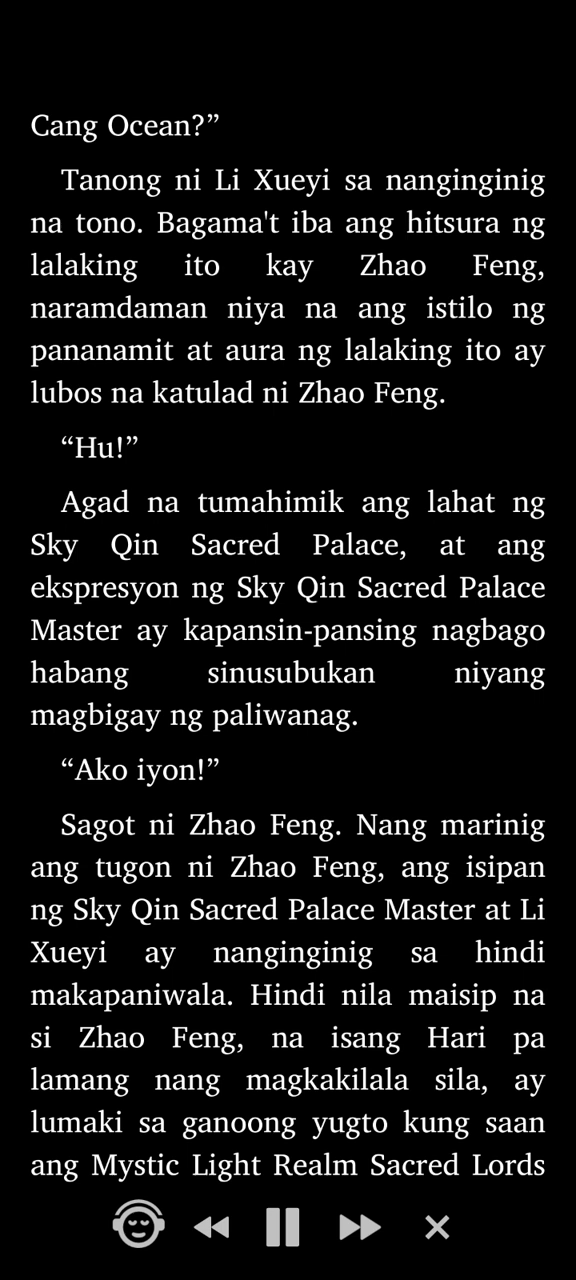 Cang Ocean?”
Tanong ni Li Xueyi sa nanginginig
na tono. Bagama't iba ang hitsura ng
lalaking ito kay Zhao Feng,
naramdaman niya na ang istilo ng
pananamit at aura ng lalaking ito ay
lubos na katulad ni Zhao Feng.
“Hu!”
Agad na tumahimik ang lahat ng
Sky Qin Sacred Palace, at ang
ekspresyon ng Sky Qin Sacred Palace
Master ay kapansin-pansing nagbago
habang sinusubukan niyang
magbigay ng paliwanag.
“Ako iyon!”
Sagot ni Zhao Feng. Nang marinig
ang tugon ni Zhao Feng, ang isipan
ng Sky Qin Sacred Palace Master at Li
Xueyi ay nanginginig sa hindi
makapaniwala. Hindi nila maisip na
si Zhao Feng, na isang Hari pa
lamang nang magkakilala sila, ay
lumaki sa ganoong yugto kung saan
ang Mystic Light Realm Sacred Lords